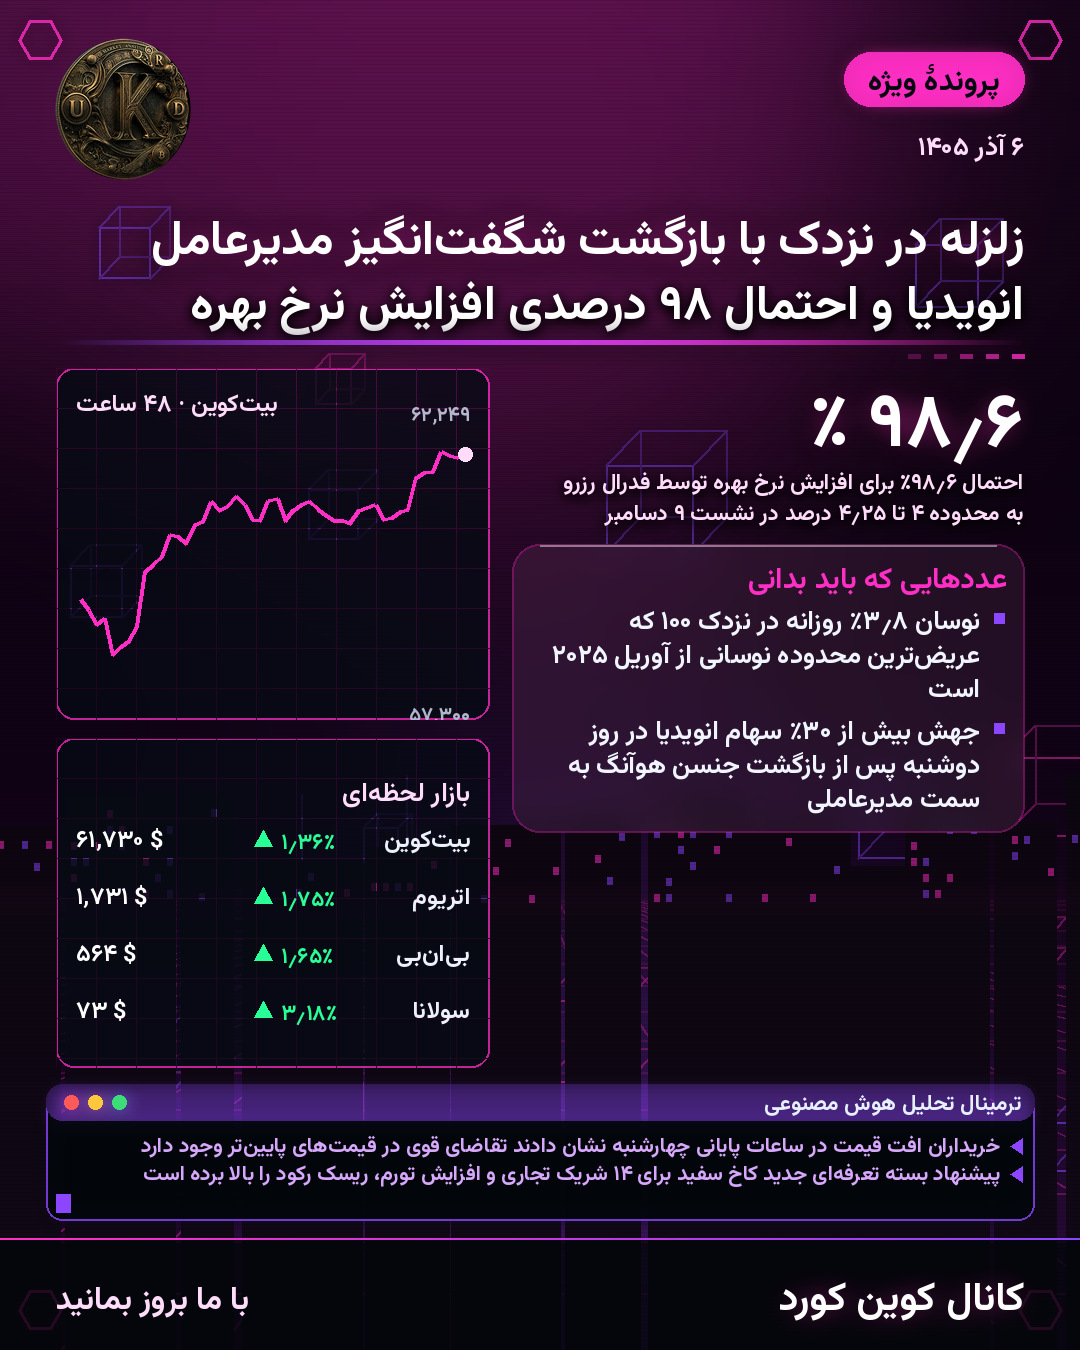 پروندهٔ ویژه
۶ آذر ۱۴۰۵
U K D
R
B
زلزله در نزدک با بازگشت شگفت‌انگیز مدیرعامل
انویدیا و احتمال ۹۸ درصدی افزایش نرخ بهره
۹۸٫۶ ٪
احتمال ۹۸٫۶٪ برای افزایش نرخ بهره توسط فدرال رزرو
به محدوده ۴ تا ۴٫۲۵ درصد در نشست ۹ دسامبر
عددهایی که باید بدانی
نوسان ۳٫۸٪ روزانه در نزدک ۱۰۰ که
عریض‌ترین محدوده نوسانی از آوریل ۲۰۲۵
است
جهش بیش از ۳۰٪ سهام انویدیا در روز
دوشنبه پس از بازگشت جنسن هوآنگ به
سمت مدیرعاملی
بیت‌کوین · ۴۸ ساعت
۶۲,۲۴۹
۵۷,۳۰۰
بازار لحظه‌ای
بیت‌کوین ▲ ۱٫۳۶٪ ۶۱,۷۳۰ $
اتریوم ▲ ۱٫۷۵٪ ۱,۷۳۱ $
بی‌ان‌بی ▲ ۱٫۶۵٪ ۵۶۴ $
سولانا ▲ ۳٫۱۸٪ ۷۳ $
ترمینال تحلیل هوش مصنوعی
خریداران افت قیمت در ساعات پایانی چهارشنبه نشان دادند تقاضای قوی در قیمت‌های پایین‌تر وجود دارد
پیشنهاد بسته تعرفه‌ای جدید کاخ سفید برای ۱۴ شریک تجاری و افزایش تورم، ریسک رکود را بالا برده است
کانال کوین کورد
با ما بروز بمانید